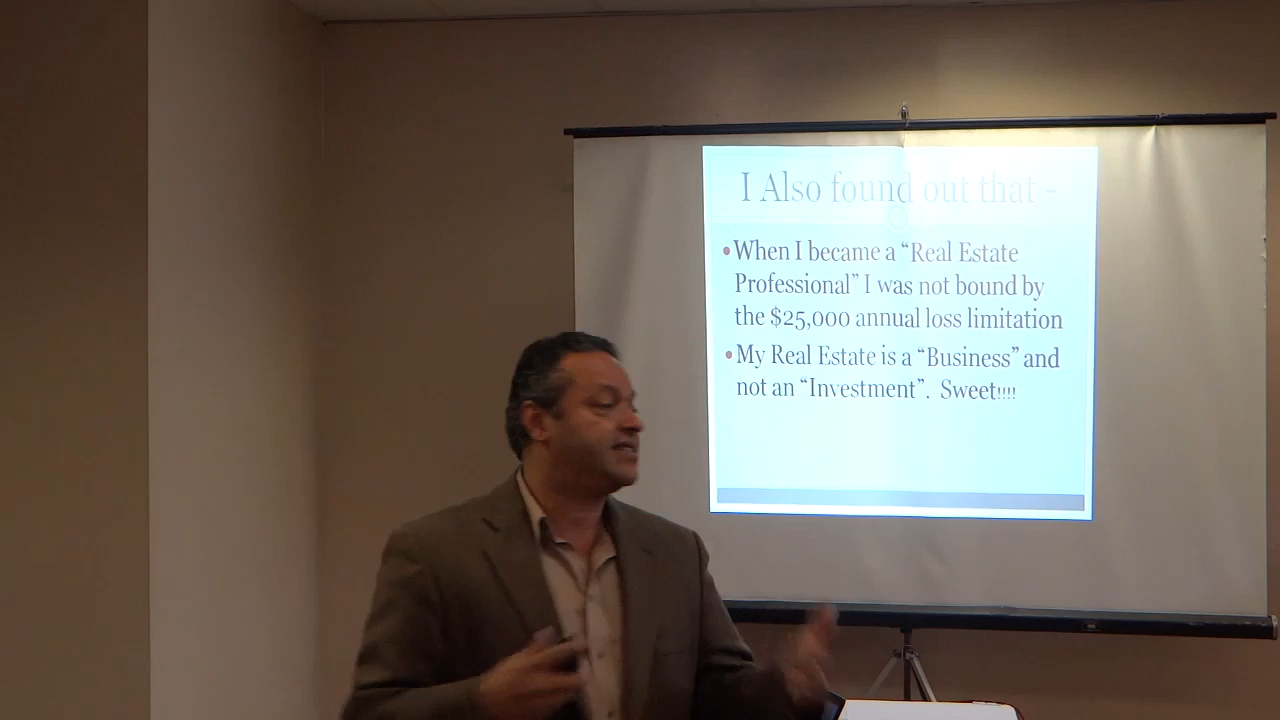 I Also found out that -
•When I became a “Real Estate
Professional” I was not bound by
the $25,000 annual loss limitation
•My Real Estate is a “Business” and
not an “Investment”. Sweet!!!!